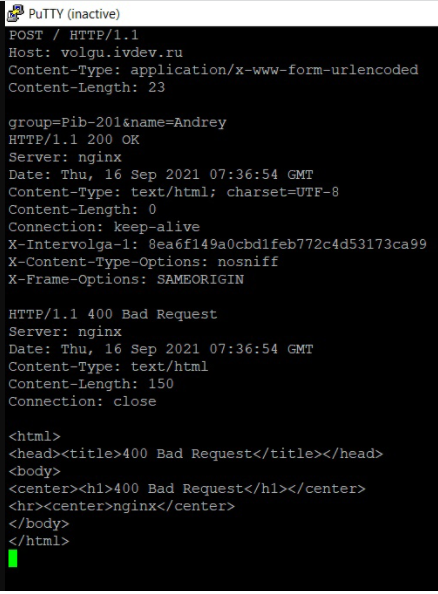 PuTTY (inactive)
POST / HTTP/1.1
Host: volgu.ivdev.ru
Content-Type: application/x-www-form-urlencoded
Content-Length: 23

group=Pib-201&name=Andrey
HTTP/1.1 200 OK
Server: nginx
Date: Thu, 16 Sep 2021 07:36:54 GMT
Content-Type: text/html; charset=UTF-8
Content-Length: 0
Connection: keep-alive
X-Intervolga-1: 8ea6f149a0cbd1feb772c4d53173ca99
X-Content-Type-Options: nosniff
X-Frame-Options: SAMEORIGIN

HTTP/1.1 400 Bad Request
Server: nginx
Date: Thu, 16 Sep 2021 07:36:54 GMT
Content-Type: text/html
Content-Length: 150
Connection: close

<html>
<head><title>400 Bad Request</title></head>
<body>
<center><h1>400 Bad Request</h1></center>
<hr><center>nginx</center>
</body>
</html>